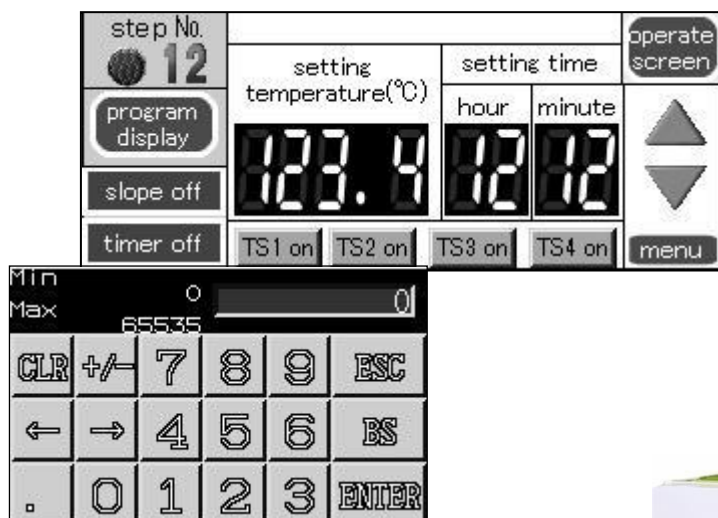 step No.
12
operate
screen
setting
temperature(℃)
setting time
hour
minute
program
display
123.4
12
12
slope off
timer off
TS1 on
TS2 on
TS3 on
TS4 on
menu
Min
0
0
Max
65535
CLR
+/-
7
8
9
ESC
←
→
4
5
6
BS
.
0
1
2
3
ENTER